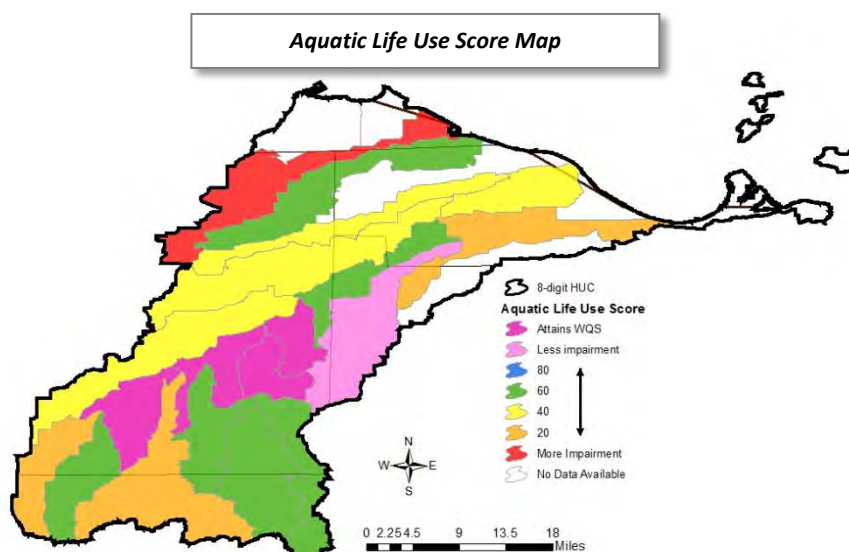 Aquatic Life Use Score Map
8-digit HUC
Aquatic Life Use Score
Attains WQS
Less impairment
80
60
40
20
More Impairment
No Data Available
N
W E
S
0 2.25 4.5 9 13.5 18
Miles